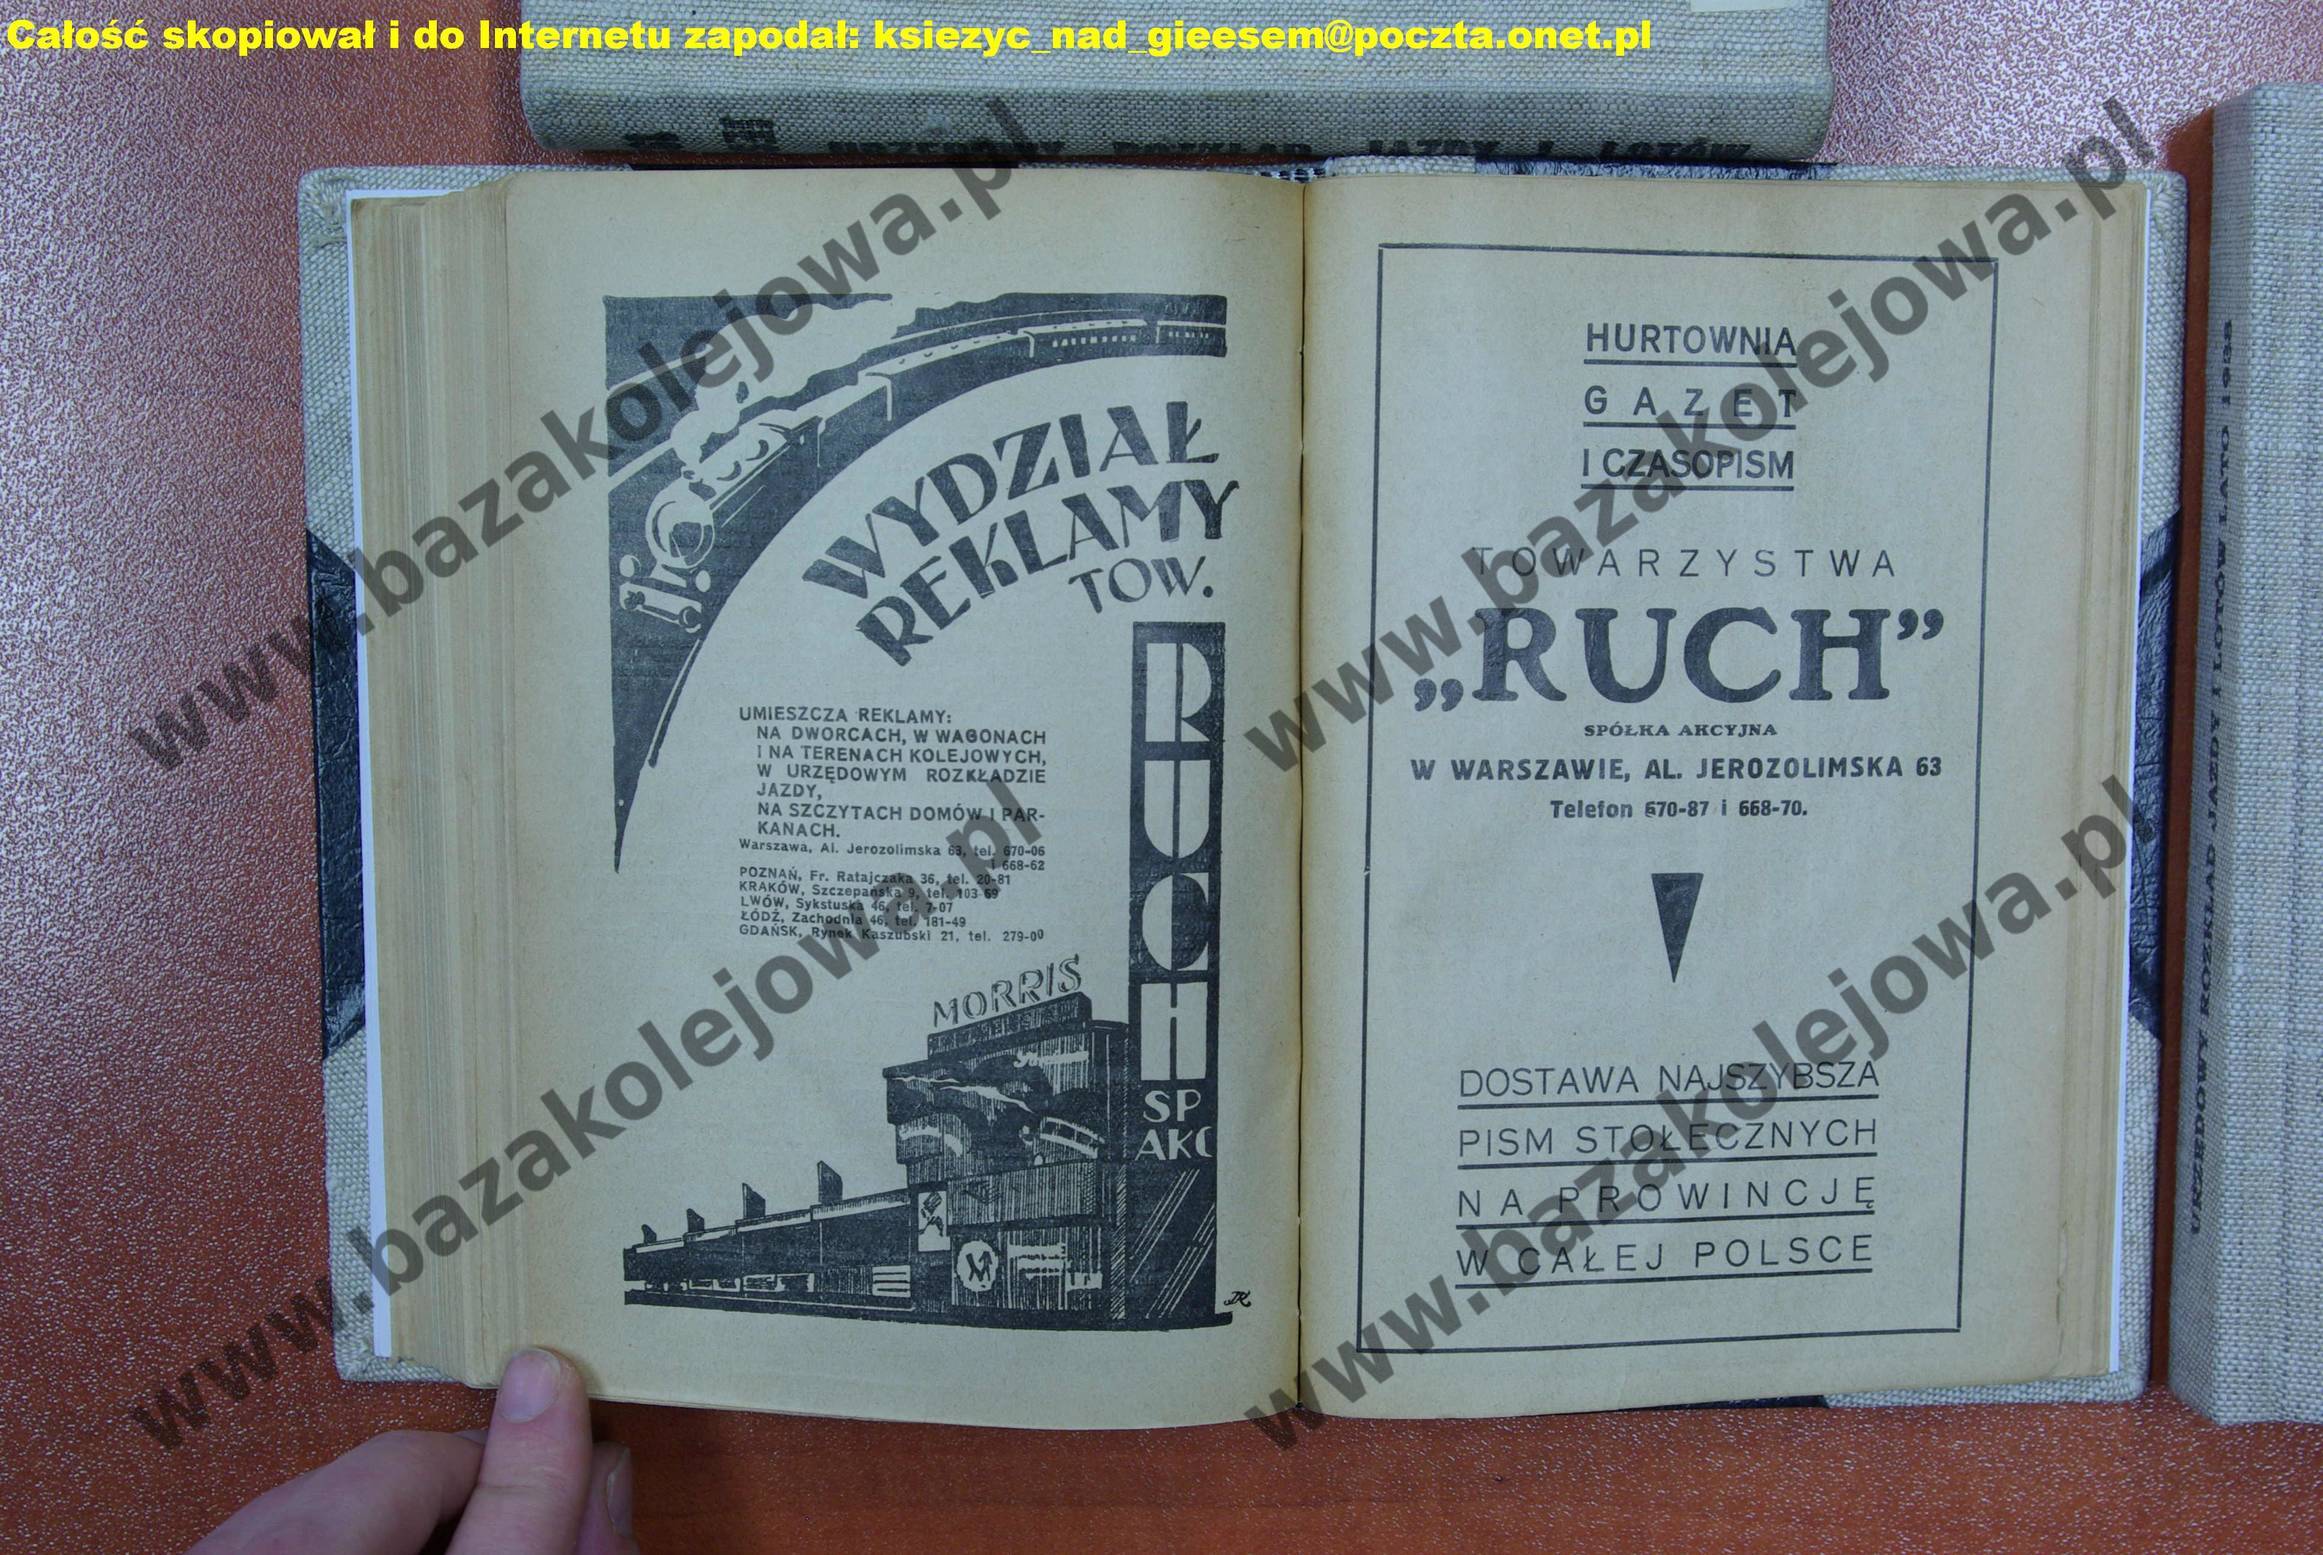 Całość skopiował i do Internetu zapodał: ksiezyc_nad_gieesem@poczta.onet.pl
WYDZIAŁ
REKLAMY
TOW.
RUCH
SP
AKC
UMIESZCZA REKLAMY:
NA DWORCACH, W WAGONACH
I NA TERENACH KOLEJOWYCH,
W URZĘDOWYM ROZKŁADZIE
JAZDY,
NA SZCZYTACH DOMÓW I PAR-
KANACH.
Warszawa, Al. Jerozolimska 63, tel. 670-06
i 668-62
POZNAŃ, Fr. Ratajczaka 36, tel. 20-81
KRAKÓW, Szczepańska 9, tel. 103-69
LWÓW, Sykstuska 46, tel. 7-07
ŁÓDŹ, Zachodnia 46, tel. 181-49
GDAŃSK, Rynek Kaszubski 21, tel. 279-00
MORRIS
M
HURTOWNIA
GAZET
I CZASOPISM
TOWARZYSTWA
„RUCH”
SPÓŁKA AKCYJNA
W WARSZAWIE, AL. JEROZOLIMSKA 63
Telefon 670-87 i 668-70.
DOSTAWA NAJSZYBSZA
PISM STOŁECZNYCH
NA PROWINCJĘ
W CAŁEJ POLSCE
URZĘDOWY ROZKŁAD JAZDY I LOTÓW LATO 1938
URZĘDOWY ROZKŁAD JAZDY I LOTÓW
www.bazakolejowa.pl
www.bazakolejowa.pl
www.bazakolejowa.pl
www.bazakolejowa.pl